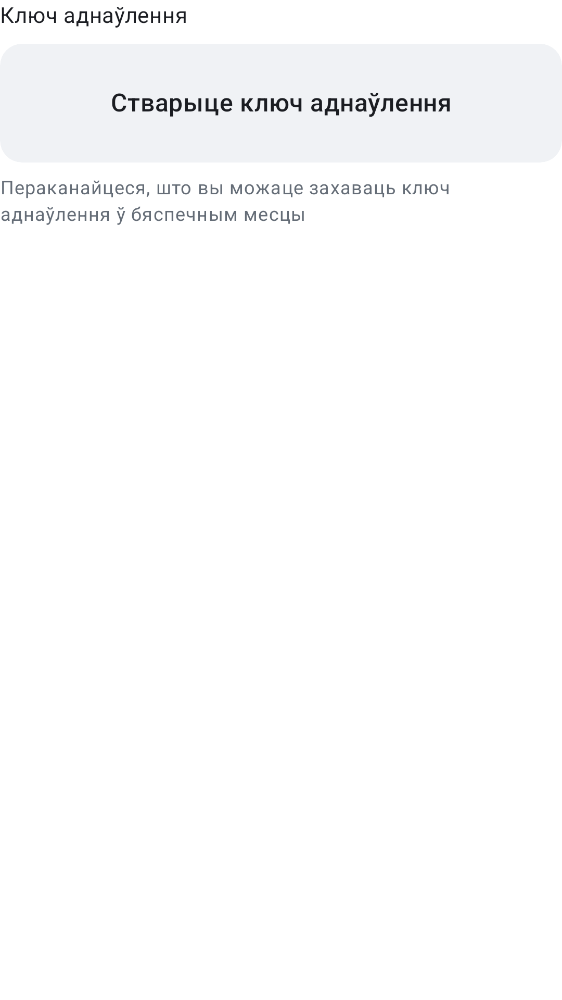 Ключ аднаўлення
Стварыце ключ аднаўлення
Пераканайцеся, што вы можаце захаваць ключ
аднаўлення ў бяспечным месцы